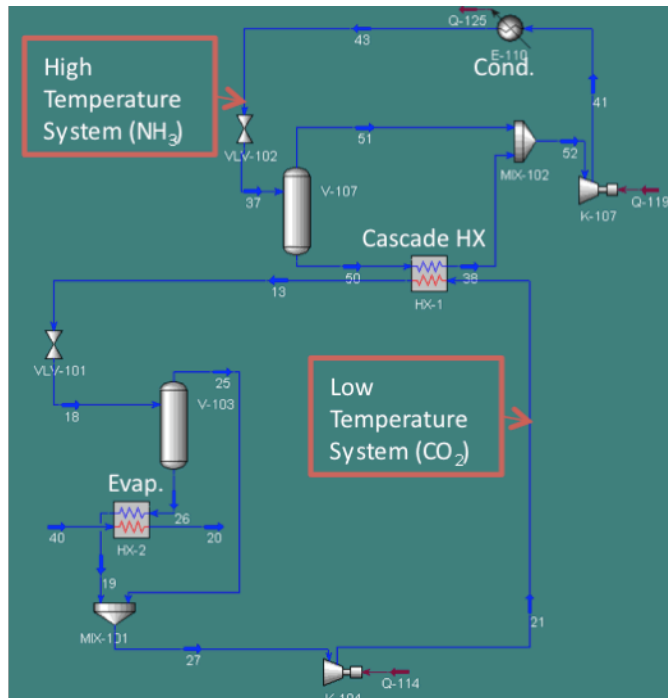 Q-125
43
E-110
Cond.
High
Temperature
System (NH₃)
41
VLV-102
51
52
MIX-102
37
V-107
K-107
Q-119
Cascade HX
50
38
13
HX-1
VLV-101
25
V-103
18
Low
Temperature
System (CO₂)
Evap.
26
40
20
HX-2
19
MIX-101
27
21
Q-114